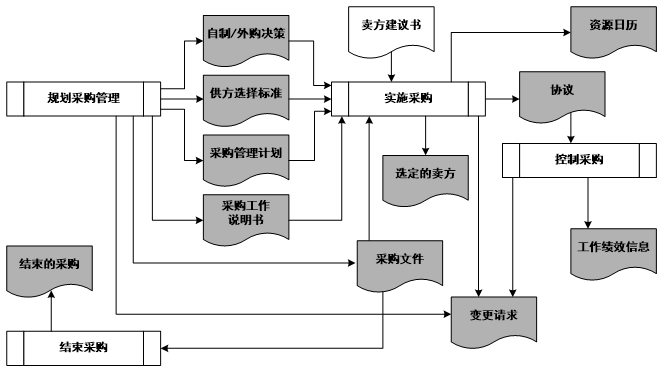 自制/外购决策
卖方建议书
资源日历
规划采购管理
供方选择标准
实施采购
协议
采购管理计划
选定的卖方
控制采购
采购工作
说明书
结束的采购
采购文件
工作绩效信息
变更请求
结束采购